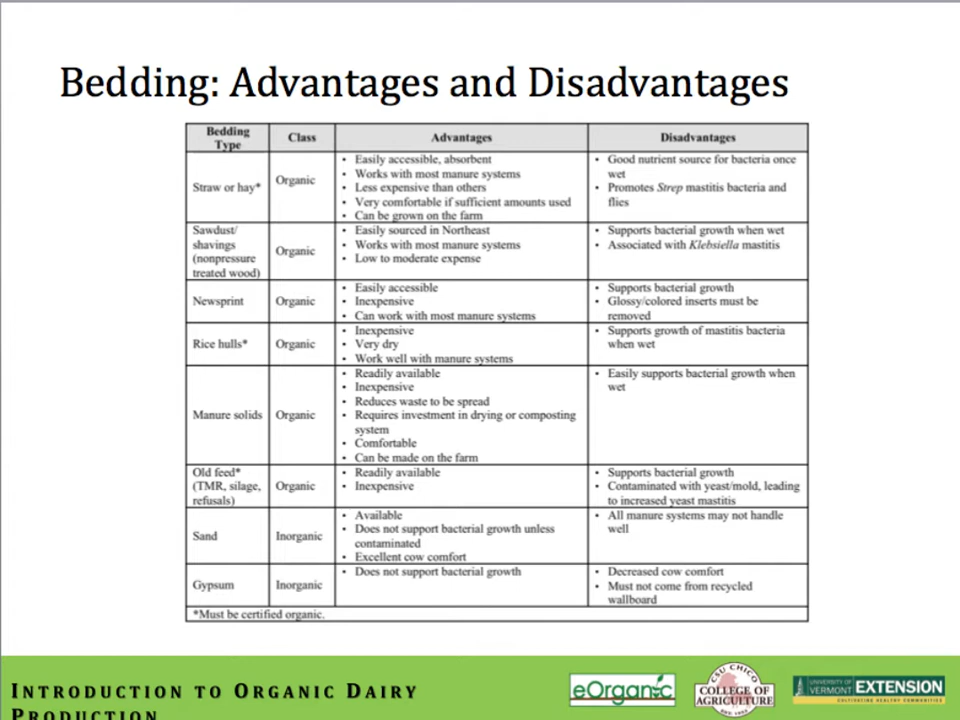 Bedding: Advantages and Disadvantages
Bedding Type
Class
Advantages
Disadvantages
Straw or hay*
Organic
• Easily accessible, absorbent
• Works with most manure systems
• Less expensive than others
• Very comfortable if sufficient amounts used
• Can be grown on the farm
• Good nutrient source for bacteria once
wet
• Promotes Strep mastitis bacteria and
flies
Sawdust/
shavings
(nonpressure
treated wood)
Organic
• Easily sourced in Northeast
• Works with most manure systems
• Low to moderate expense
• Supports bacterial growth when wet
• Associated with Klebsiella mastitis
Newsprint
Organic
• Easily accessible
• Inexpensive
• Can work with most manure systems
• Supports bacterial growth
• Glossy/colored inserts must be
removed
Rice hulls*
Organic
• Inexpensive
• Very dry
• Work well with manure systems
• Supports growth of mastitis bacteria
when wet
Manure solids
Organic
• Readily available
• Inexpensive
• Reduces waste to be spread
• Requires investment in drying or composting
system
• Comfortable
• Can be made on the farm
• Easily supports bacterial growth when
wet
Old feed*
(TMR, silage,
refusals)
Organic
• Readily available
• Inexpensive
• Supports bacterial growth
• Contaminated with yeast/mold, leading
to increased yeast mastitis
Sand
Inorganic
• Available
• Does not support bacterial growth unless
contaminated
• Excellent cow comfort
• All manure systems may not handle
well
Gypsum
Inorganic
• Does not support bacterial growth
• Decreased cow comfort
• Must not come from recycled
wallboard
*Must be certified organic.
INTRODUCTION TO ORGANIC DAIRY
PRODUCTION
eOrganic
CSU CHICO
COLLEGE OF
AGRICULTURE
UNIVERSITY OF
VERMONT EXTENSION
CULTIVATING HEALTHY COMMUNITIES